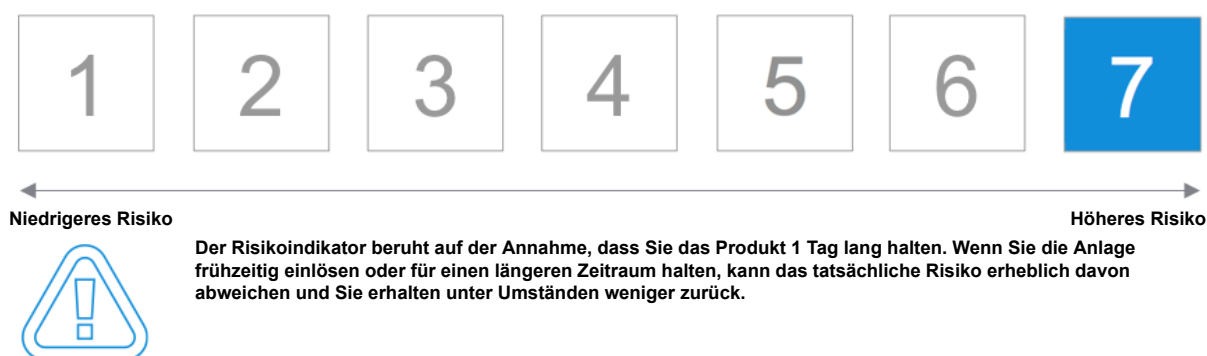 1 2 3 4 5 6 7
Niedrigeres Risiko Höheres Risiko
Der Risikoindikator beruht auf der Annahme, dass Sie das Produkt 1 Tag lang halten. Wenn Sie die Anlage
frühzeitig einlösen oder für einen längeren Zeitraum halten, kann das tatsächliche Risiko erheblich davon
abweichen und Sie erhalten unter Umständen weniger zurück.